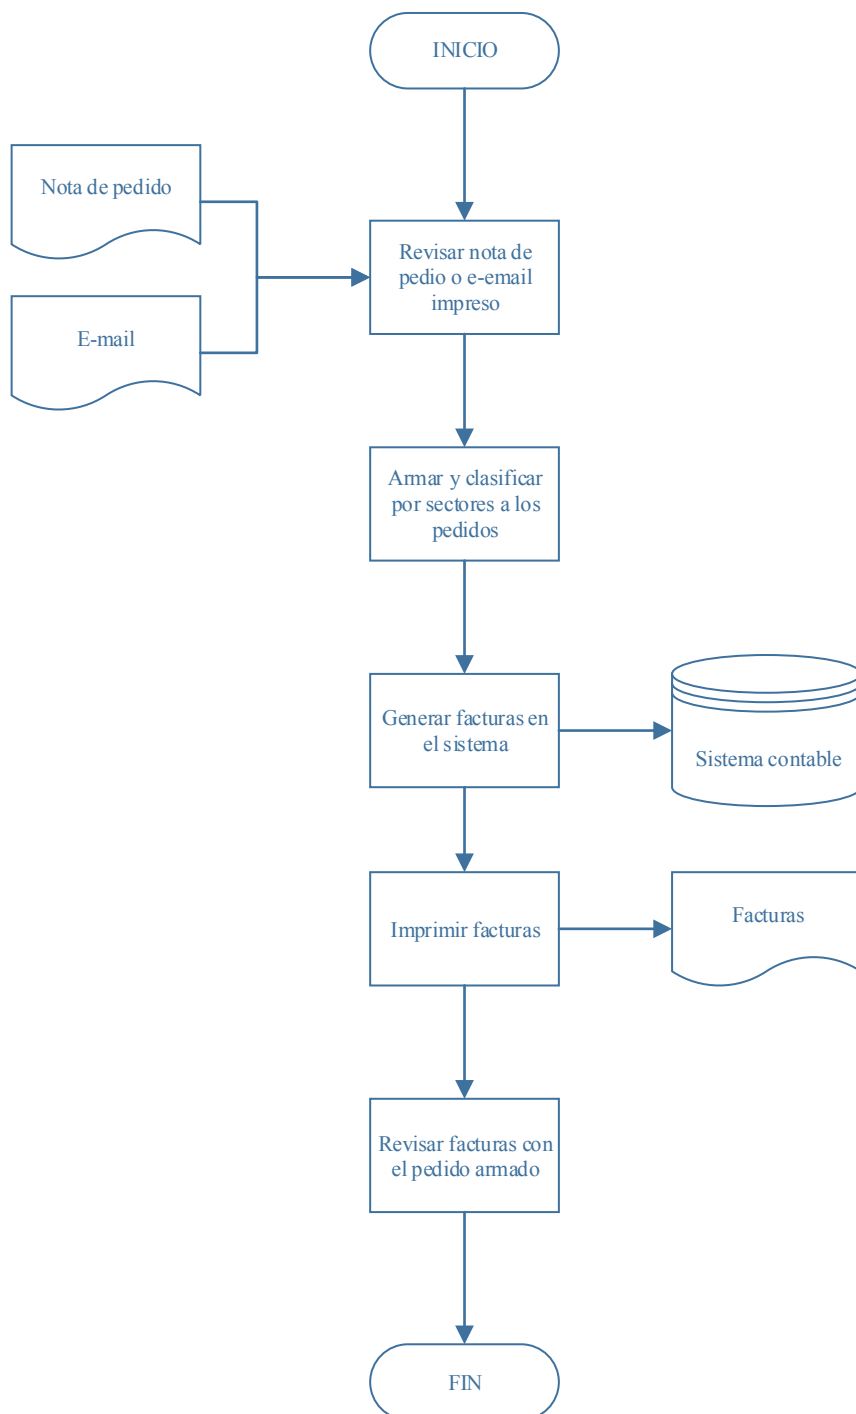 INICIO
Nota de pedido
E-mail
Revisar nota de
pedio o e-email
impreso
Armar y clasificar
por sectores a los
pedidos
Generar facturas en
el sistema
Sistema contable
Imprimir facturas
Facturas
Revisar facturas con
el pedido armado
FIN